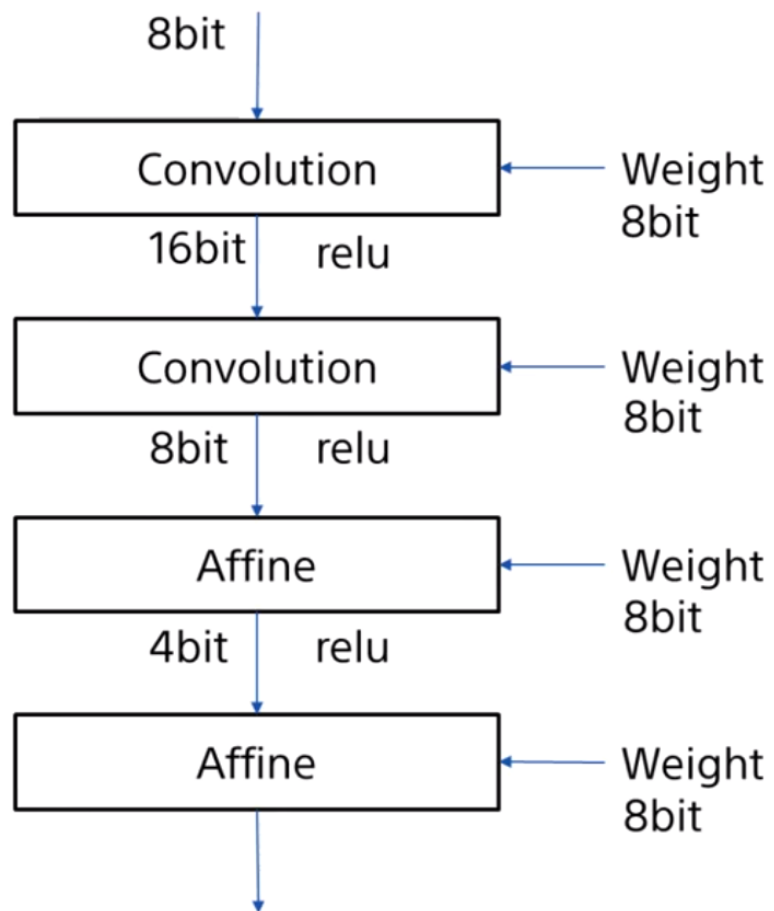 8bit
Convolution
Weight
8bit
16bit relu
Convolution
Weight
8bit
8bit relu
Affine
Weight
8bit
4bit relu
Affine
Weight
8bit